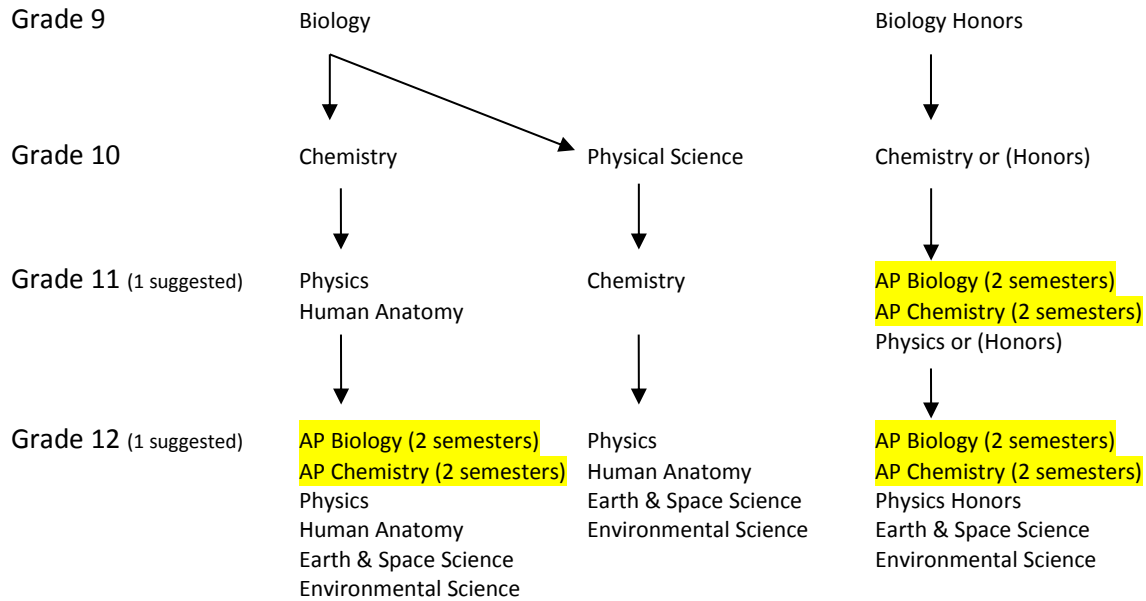 Grade 9 Biology Biology Honors
Grade 10 Chemistry Physical Science Chemistry or (Honors)
Grade 11 (1 suggested) Physics Chemistry AP Biology (2 semesters)
Human Anatomy AP Chemistry (2 semesters)
Physics or (Honors)
Grade 12 (1 suggested) AP Biology (2 semesters) Physics AP Biology (2 semesters)
AP Chemistry (2 semesters) Human Anatomy AP Chemistry (2 semesters)
Physics Earth & Space Science Physics Honors
Human Anatomy Environmental Science Earth & Space Science
Earth & Space Science Environmental Science
Environmental Science